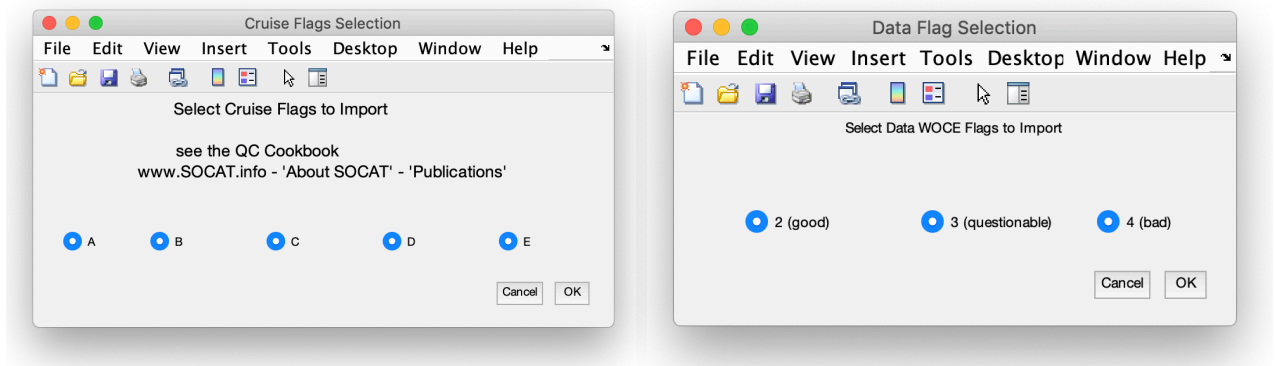 Cruise Flags Selection
File Edit View Insert Tools Desktop Window Help
Select Cruise Flags to Import
see the QC Cookbook
www.SOCAT.info - 'About SOCAT' - 'Publications'
A B C D E
Cancel OK
Data Flag Selection
File Edit View Insert Tools Desktop Window Help
Select Data WOCE Flags to Import
2 (good) 3 (questionable) 4 (bad)
Cancel OK